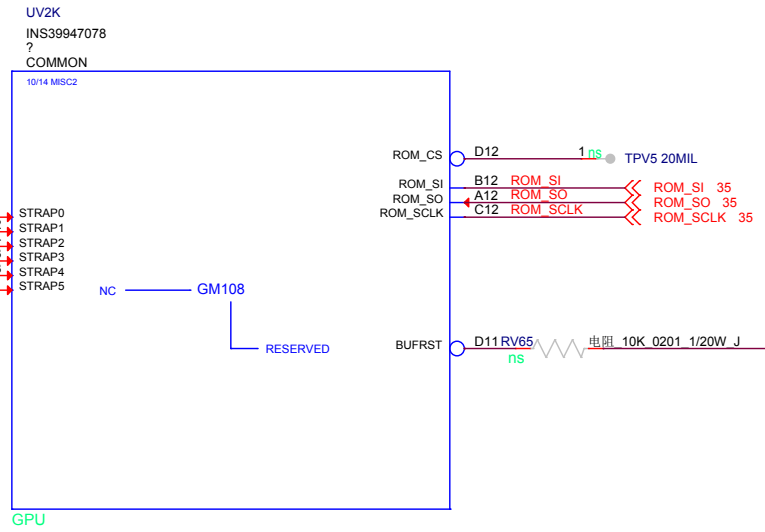 UV2K
INS39947078
?
COMMON
10/14 MISC2
ROM_CS D12 1 ns TPV5 20MIL
ROM_SI B12 ROM_SI ROM_SI 35
ROM_SO A12 ROM_SO ROM_SO 35
ROM_SCLK C12 ROM_SCLK ROM_SCLK 35
STRAP0
STRAP1
STRAP2
STRAP3
STRAP4
STRAP5
NC GM108
RESERVED
BUFRST D11 RV65 电阻_10K_0201_1/20W_J
ns
GPU